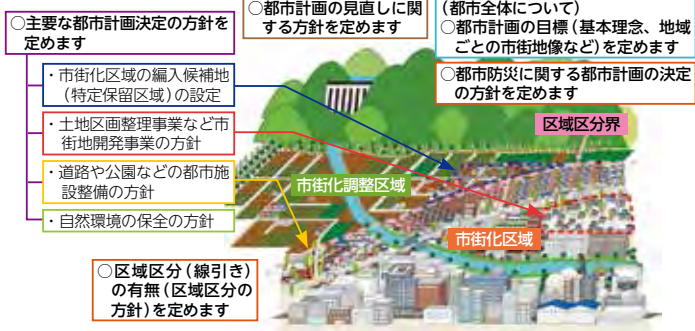 ○主要な都市計画決定の方針を
定めます
・市街化区域の編入候補地
(特定保留区域)の設定
・土地区画整理事業など市
街地開発事業の方針
・道路や公園などの都市施
設整備の方針
・自然環境の保全の方針
○都市計画の見直しに関
する方針を定めます
(都市全体について)
○都市計画の目標(基本理念、地域
ごとの市街地像など)を定めます
○都市防災に関する都市計画の決定
の方針を定めます
区域区分界
市街化調整区域
市街化区域
○区域区分(線引き)
の有無(区域区分の
方針)を定めます